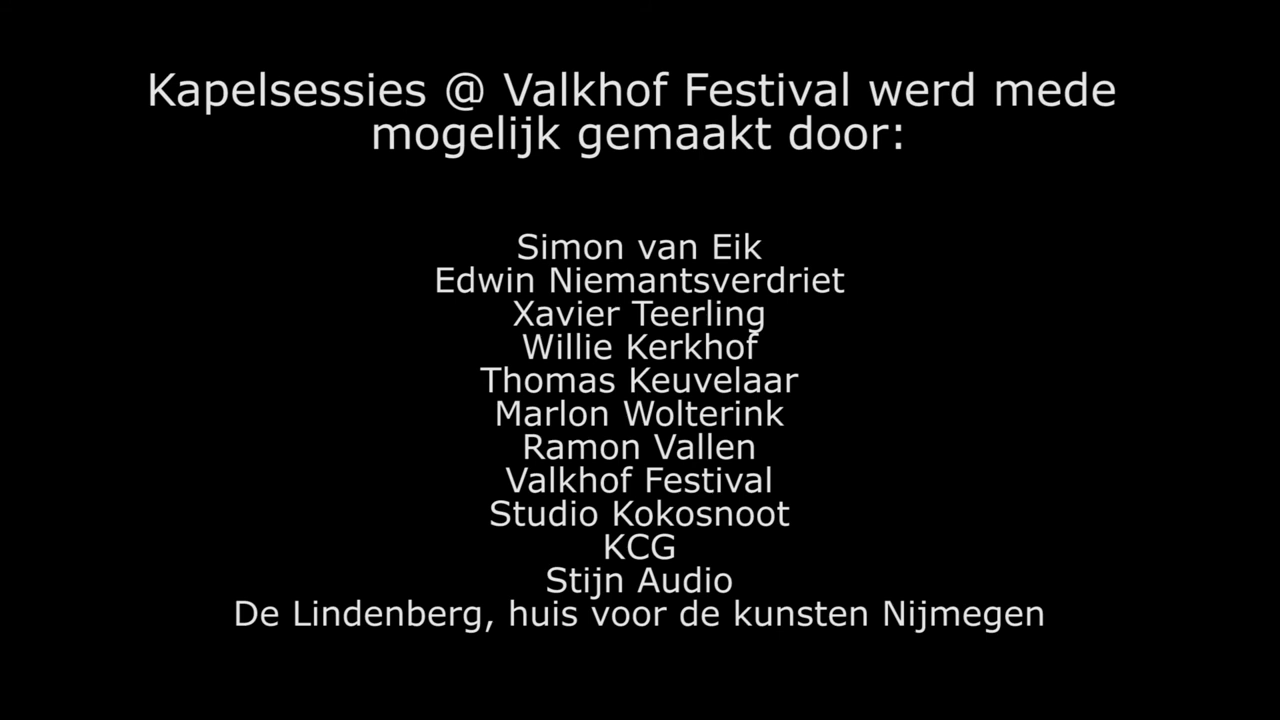 Kapelsessies @ Valkhof Festival werd mede
mogelijk gemaakt door:
Simon van Eik
Edwin Niemantsverdriet
Xavier Teerling
Willie Kerkhof
Thomas Keuvelaar
Marlon Wolterink
Ramon Vallen
Valkhof Festival
Studio Kokosnoot
KCG
Stijn Audio
De Lindenberg, huis voor de kunsten Nijmegen